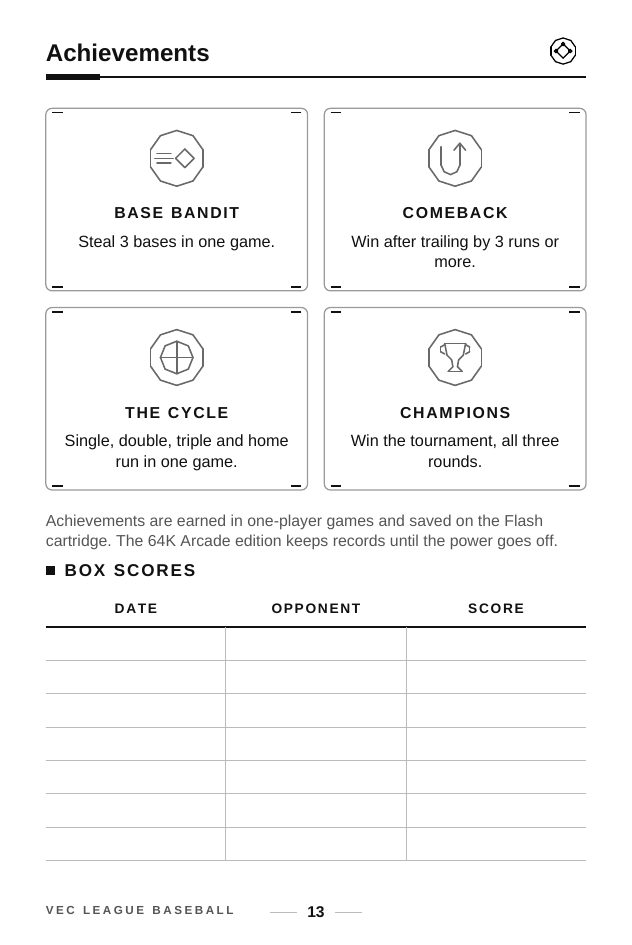 Achievements
BASE BANDIT
Steal 3 bases in one game.
COMEBACK
Win after trailing by 3 runs or
more.
THE CYCLE
Single, double, triple and home
run in one game.
CHAMPIONS
Win the tournament, all three
rounds.
Achievements are earned in one-player games and saved on the Flash
cartridge. The 64K Arcade edition keeps records until the power goes off.
BOX SCORES
DATE OPPONENT SCORE
VEC LEAGUE BASEBALL 13